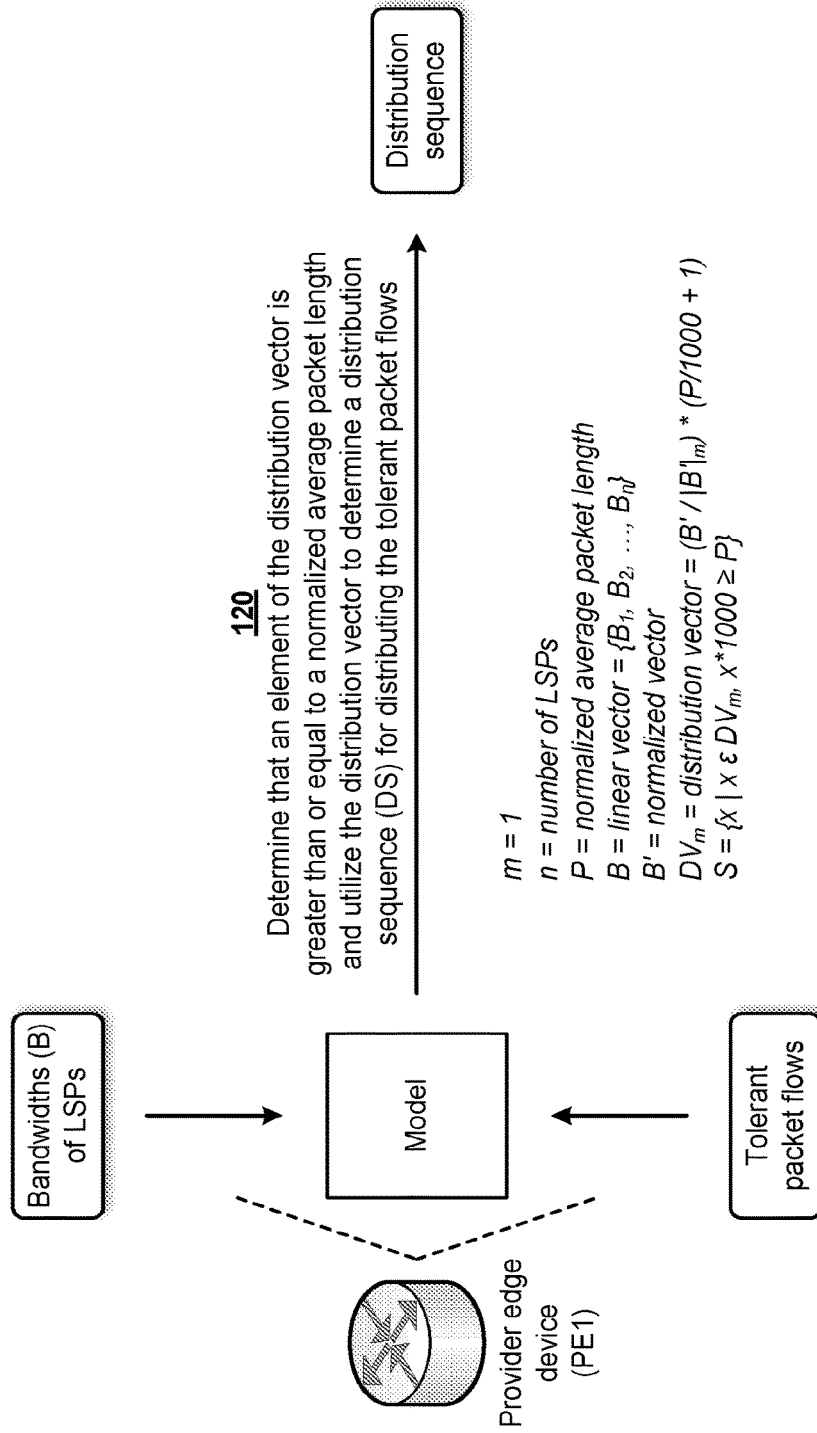 Bandwidths (B)
of LSPs
Provider edge
device
(PE1)
Model
Tolerant
packet flows
120
Determine that an element of the distribution vector is
greater than or equal to a normalized average packet length
and utilize the distribution vector to determine a distribution
sequence (DS) for distributing the tolerant packet flows
Distribution
sequence
m = 1
n = number of LSPs
P = normalized average packet length
B = linear vector = {B₁, B₂, ..., Bₙ}
B' = normalized vector
DVₘ = distribution vector = (B' / |B'|ₘ) * (P/1000 + 1)
S = {x | x ε DVₘ, x*1000 ≥ P}